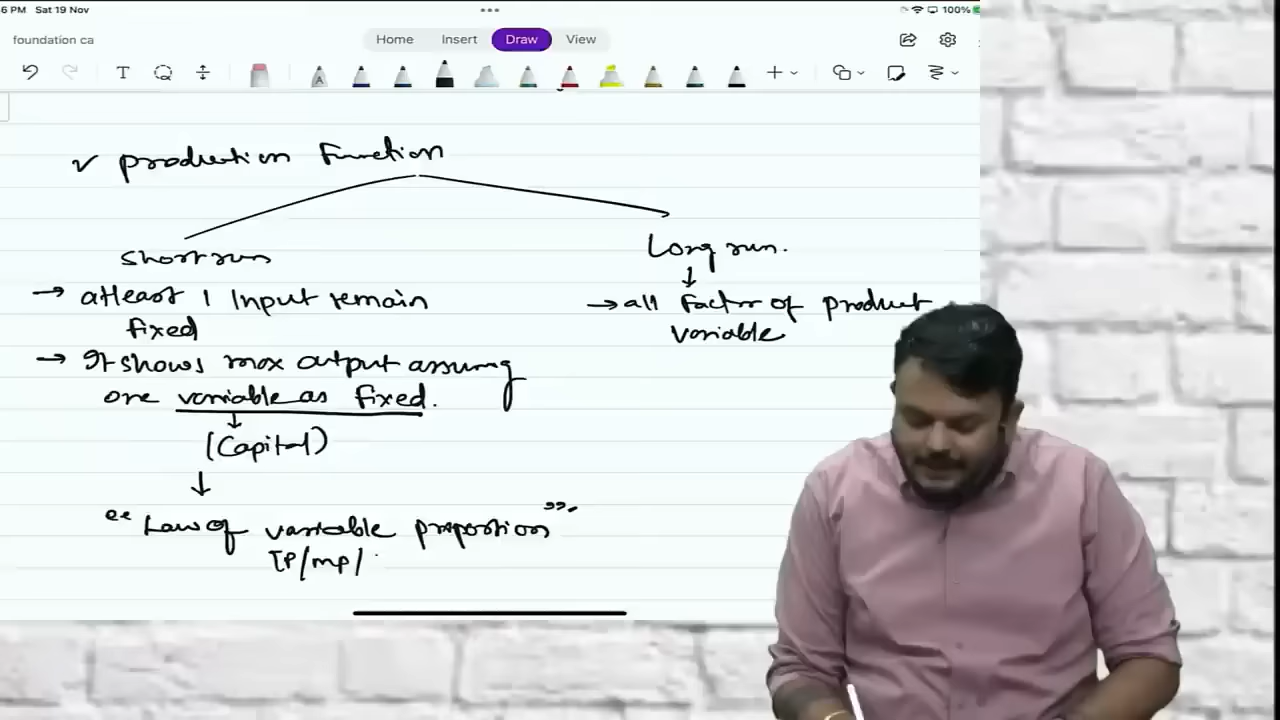 6 PM Sat 19 Nov
100%
foundation ca
Home Insert Draw View
production Function
Short run
Long run.
→ atleast 1 Input remain
fixed
→ all factor of product
variable
→ It shows max output assuming
one variable as fixed.
(Capital)
"Law of variable proportion".
TP/MP/